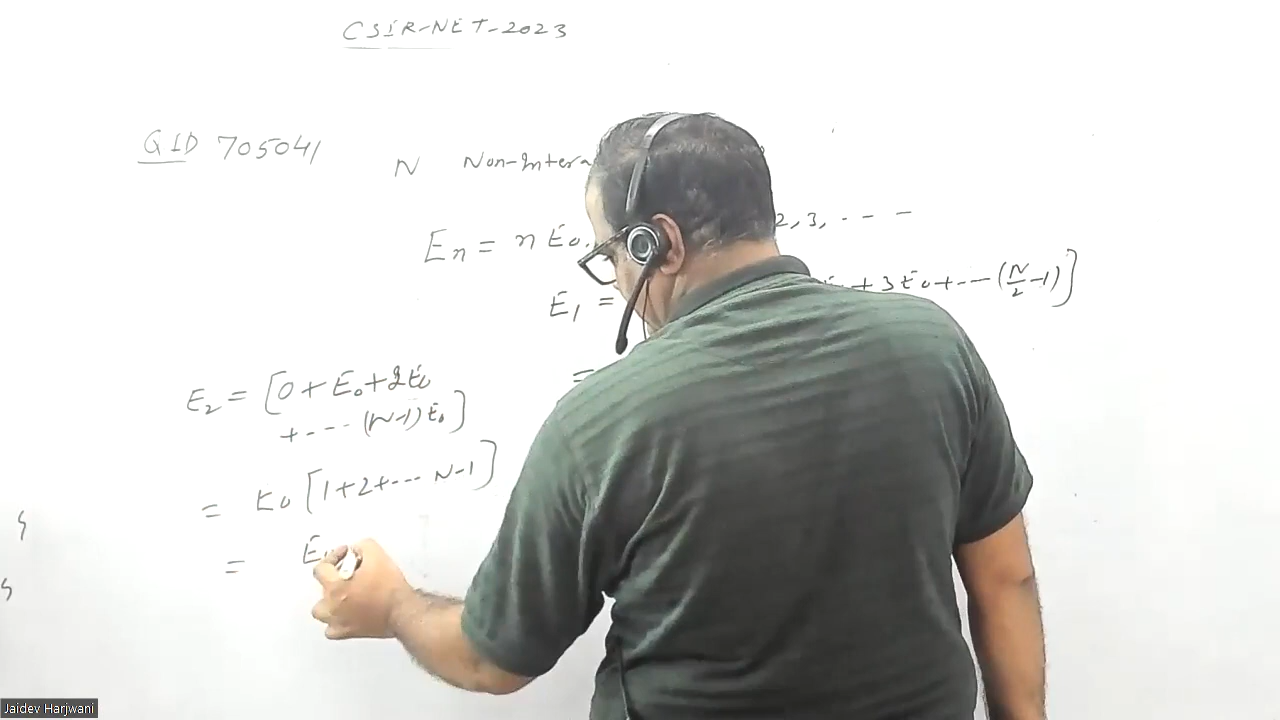 CSIR-NET-2023
QID 705041
N Non-Intera
En = n E0. 2,3, - - -
E1 = + 3E0 + --- (N/2 -1)]
E2 = [0 + E0 + 2E0
=
+ --- (N-1) E0]
= E0 [1+2+--- N-1]
= E
Jaidev Harjwani